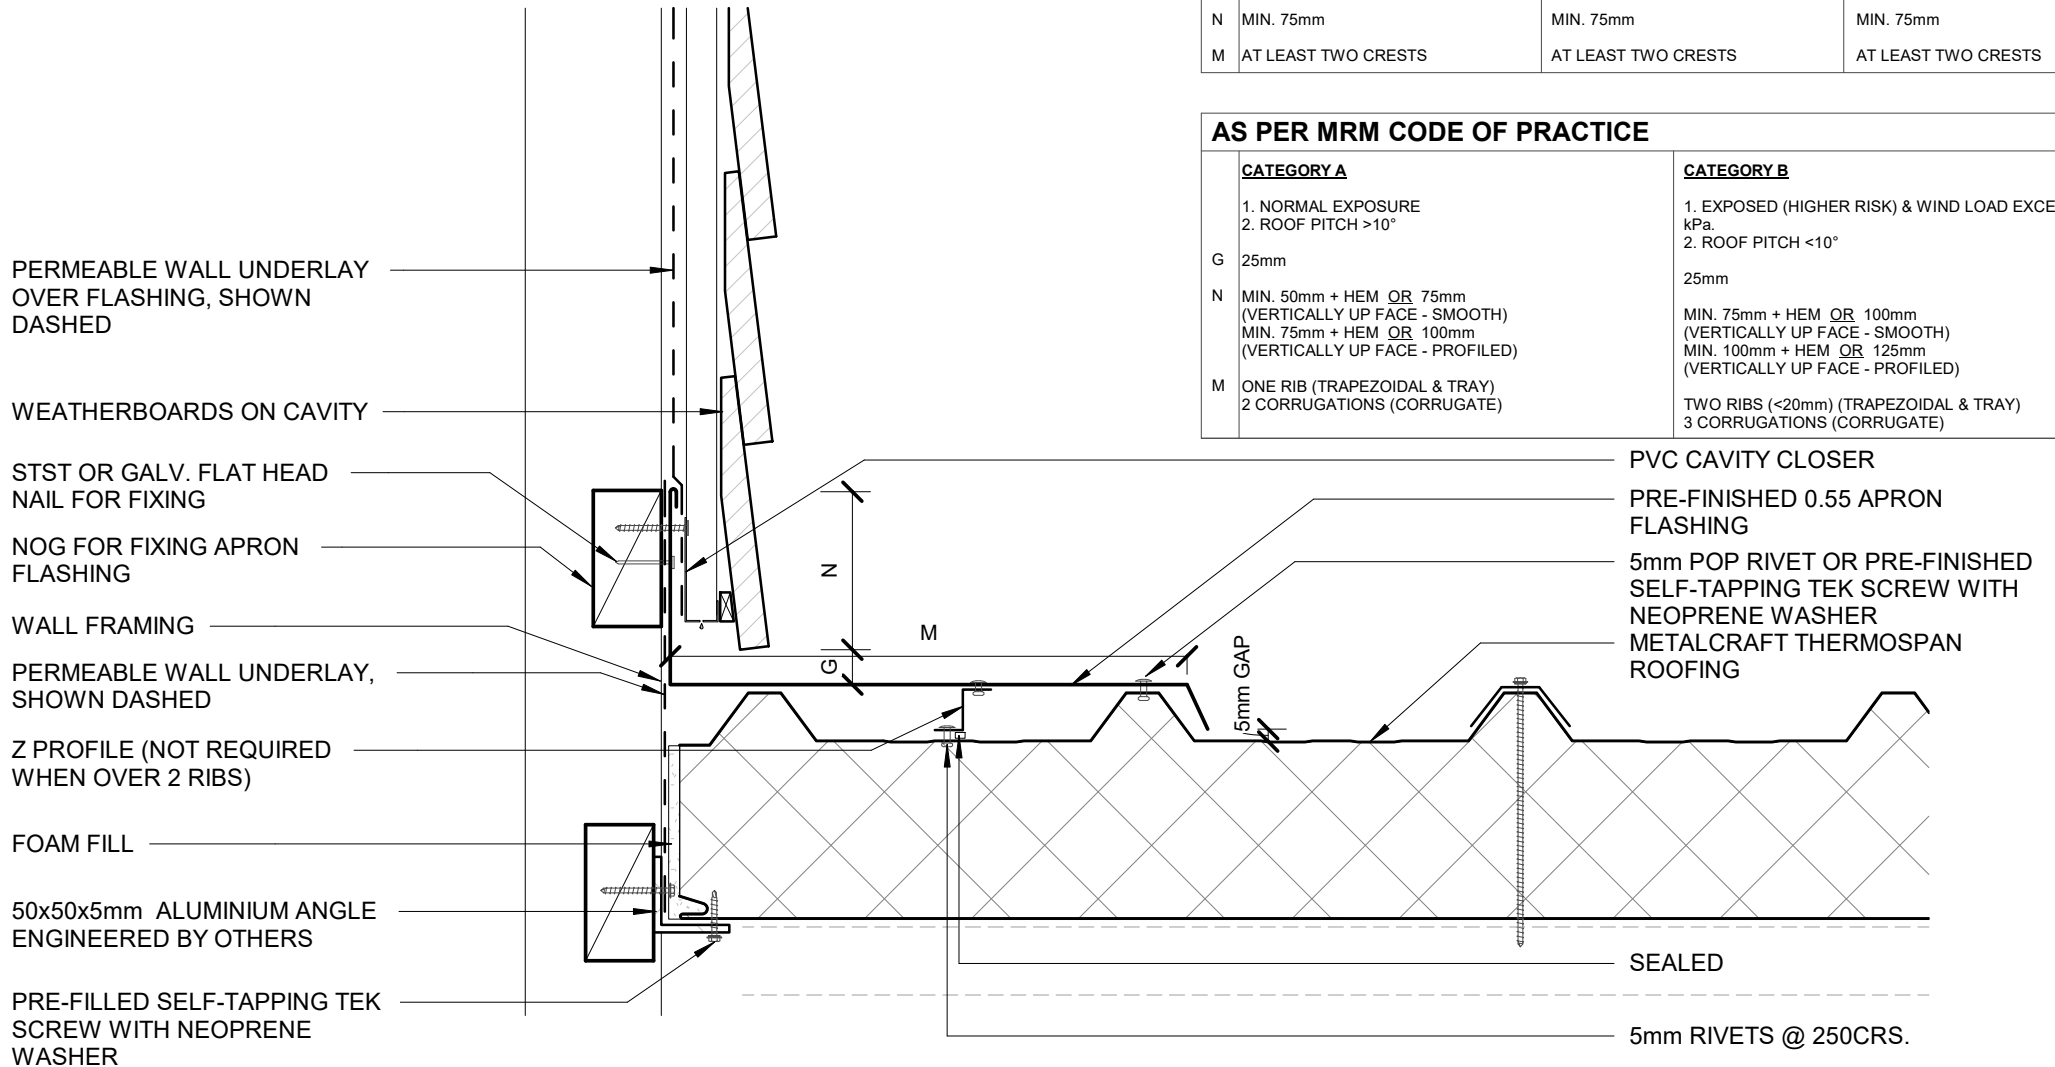 N MIN. 75mm MIN. 75mm MIN. 75mm
M AT LEAST TWO CRESTS AT LEAST TWO CRESTS AT LEAST TWO CRESTS
AS PER MRM CODE OF PRACTICE
CATEGORY A
1. NORMAL EXPOSURE
2. ROOF PITCH >10°
G 25mm
N MIN. 50mm + HEM OR 75mm
(VERTICALLY UP FACE - SMOOTH)
MIN. 75mm + HEM OR 100mm
(VERTICALLY UP FACE - PROFILED)
M ONE RIB (TRAPEZOIDAL & TRAY)
2 CORRUGATIONS (CORRUGATE)
CATEGORY B
1. EXPOSED (HIGHER RISK) & WIND LOAD EXCE
kPa.
2. ROOF PITCH <10°
25mm
MIN. 75mm + HEM OR 100mm
(VERTICALLY UP FACE - SMOOTH)
MIN. 100mm + HEM OR 125mm
(VERTICALLY UP FACE - PROFILED)
TWO RIBS (<20mm) (TRAPEZOIDAL & TRAY)
3 CORRUGATIONS (CORRUGATE)
PERMEABLE WALL UNDERLAY
OVER FLASHING, SHOWN
DASHED
WEATHERBOARDS ON CAVITY
STST OR GALV. FLAT HEAD
NAIL FOR FIXING
NOG FOR FIXING APRON
FLASHING
WALL FRAMING
PERMEABLE WALL UNDERLAY,
SHOWN DASHED
Z PROFILE (NOT REQUIRED
WHEN OVER 2 RIBS)
FOAM FILL
50x50x5mm ALUMINIUM ANGLE
ENGINEERED BY OTHERS
PRE-FILLED SELF-TAPPING TEK
SCREW WITH NEOPRENE
WASHER
N
M
G
5mm GAP
PVC CAVITY CLOSER
PRE-FINISHED 0.55 APRON
FLASHING
5mm POP RIVET OR PRE-FINISHED
SELF-TAPPING TEK SCREW WITH
NEOPRENE WASHER
METALCRAFT THERMOSPAN
ROOFING
SEALED
5mm RIVETS @ 250CRS.